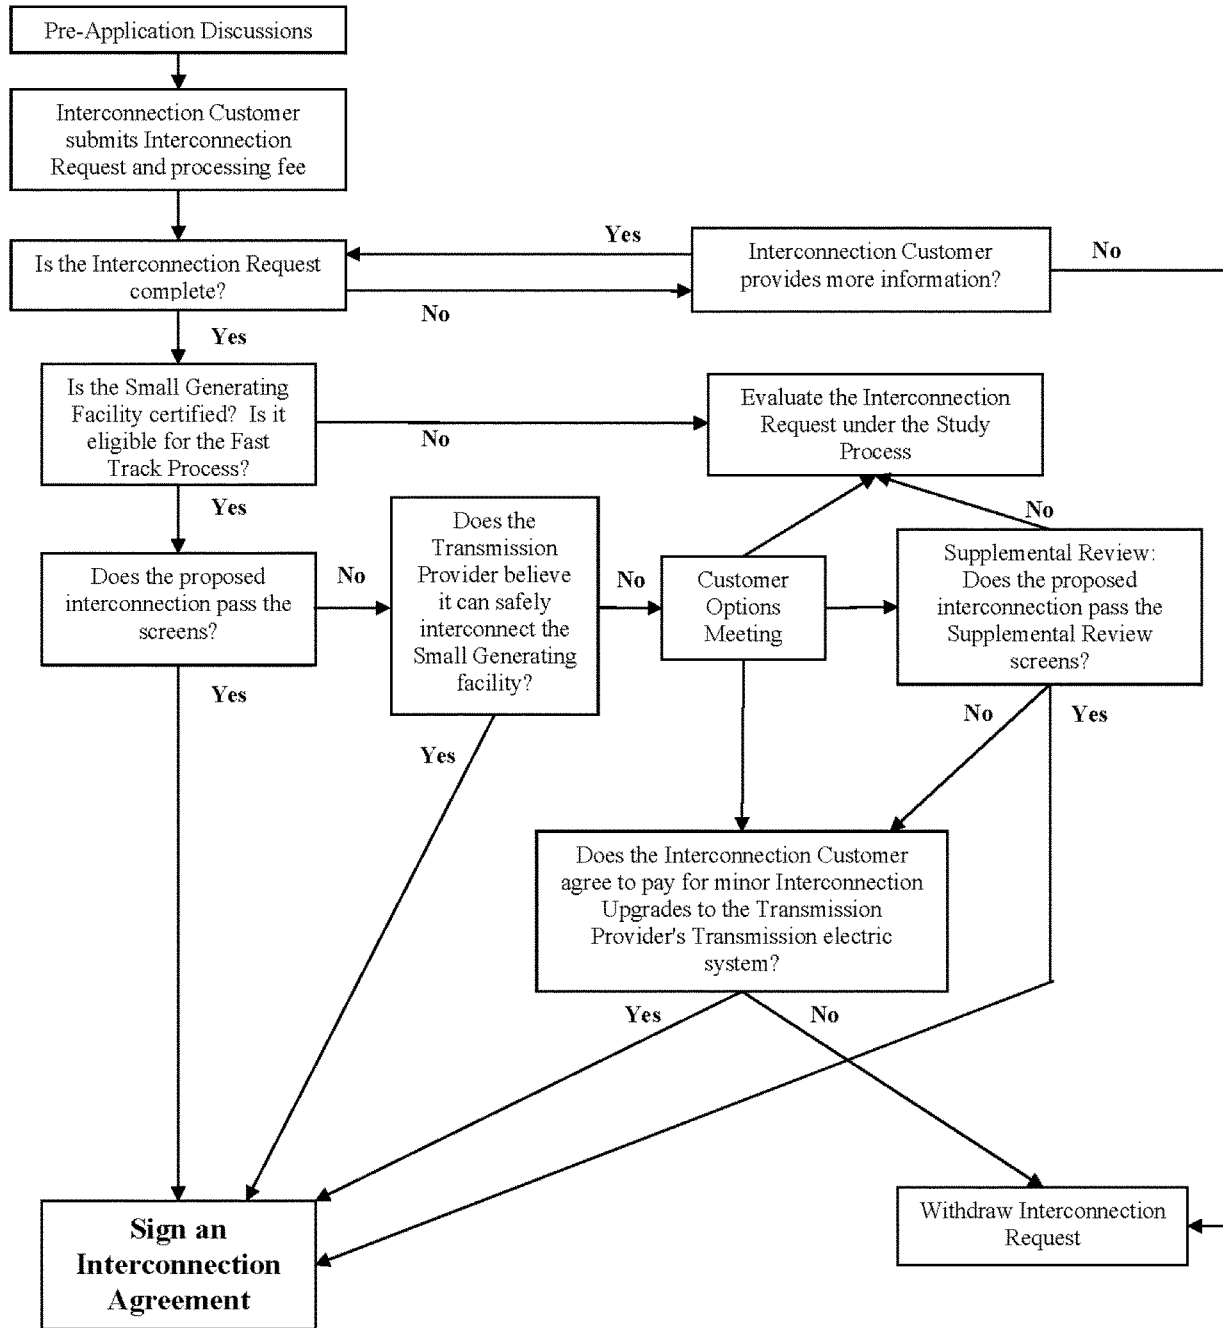 Pre-Application Discussions
Interconnection Customer
submits Interconnection
Request and processing fee
Yes
Is the Interconnection Request
complete?
Interconnection Customer
provides more information?
No
No
Yes
Is the Small Generating
Facility certified? Is it
eligible for the Fast
Track Process?
No
Evaluate the Interconnection
Request under the Study
Process
Yes
No
Does the proposed
interconnection pass the
screens?
No
Does the
Transmission
Provider believe
it can safely
interconnect the
Small Generating
facility?
No
Customer
Options
Meeting
Supplemental Review:
Does the proposed
interconnection pass the
Supplemental Review
screens?
Yes
Yes
No
Yes
Does the Interconnection Customer
agree to pay for minor Interconnection
Upgrades to the Transmission
Provider's Transmission electric
system?
Yes
No
Sign an
Interconnection
Agreement
Withdraw Interconnection
Request